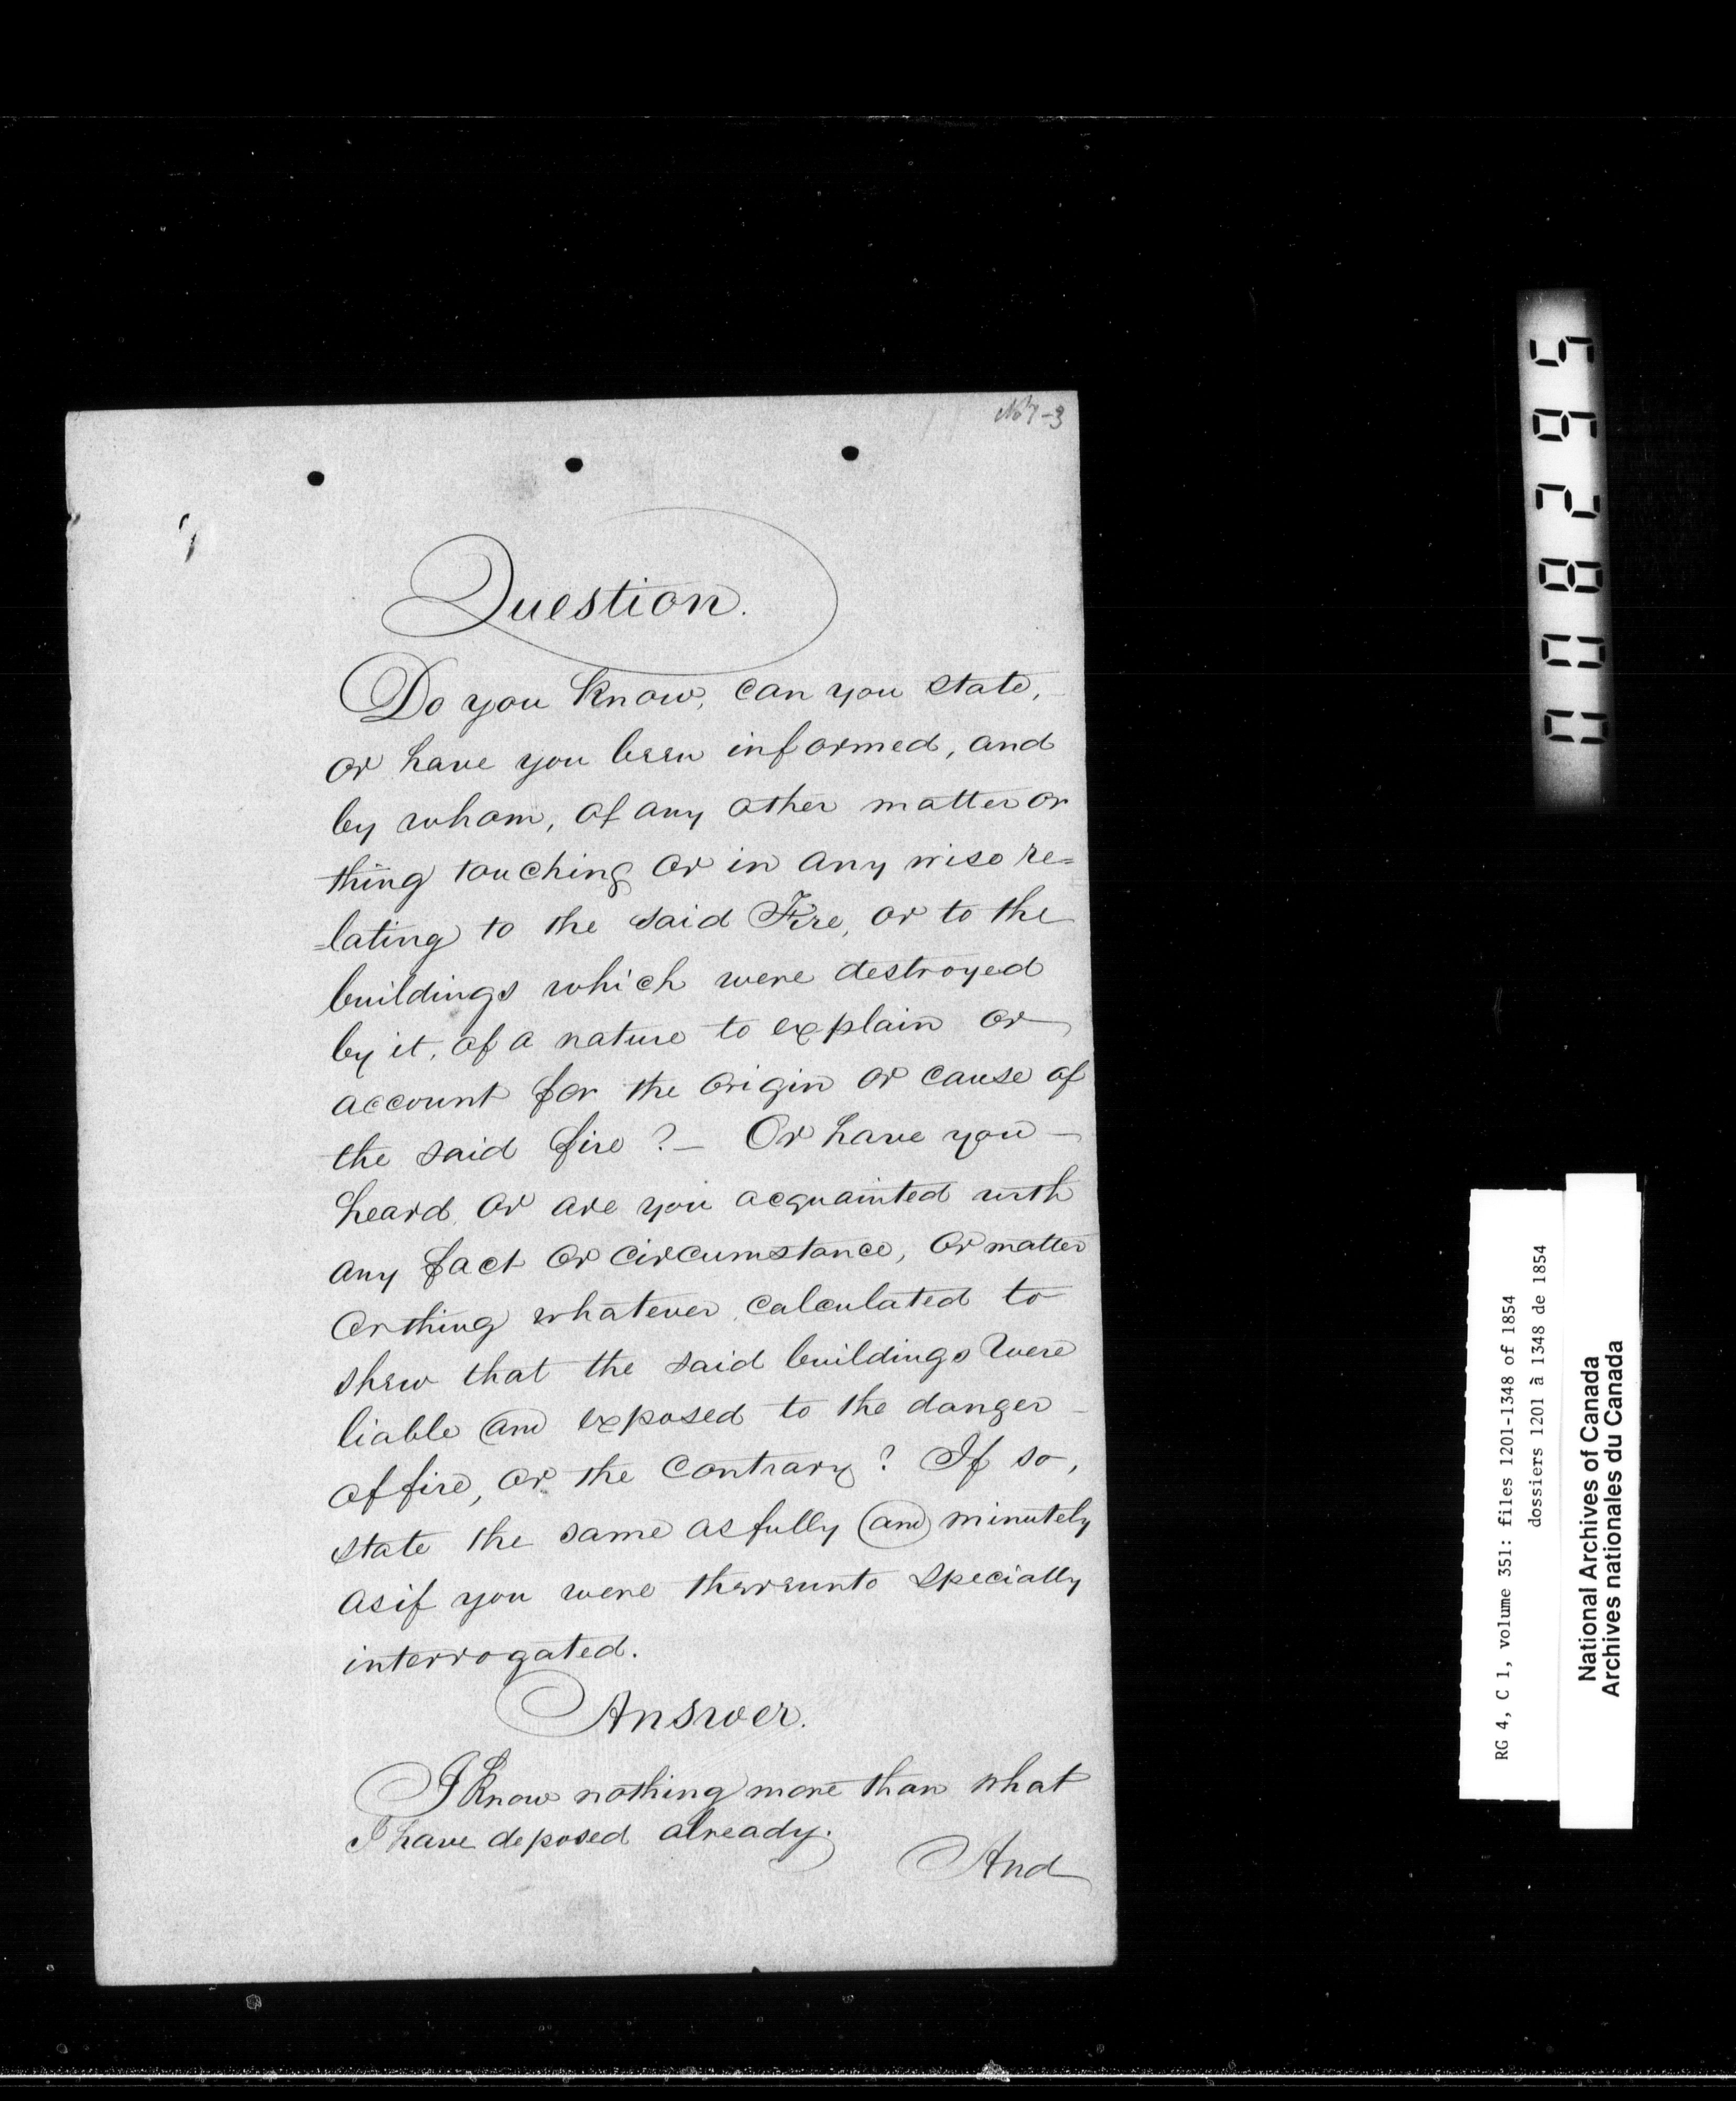 No 7-3
Question.
Do you know, can you state,
or have you been informed, and
by whom, of any other matter or
thing touching or in any wise re=
=lating to the said Fire, or to the
buildings which were destroyed
by it, of a nature to explain or
account for the origin or cause of
the said fire ? — Or have you —
heard, or are you acquainted with
any fact or circumstance, or matter
or thing whatever, calculated to
shew that the said buildings were
liable and exposed to the danger —
of fire, or the contrary ? If so,
state the same as fully and minutely
as if you were thereunto specially
interrogated.
Answer.
I know nothing more than what
I have deposed already.
And
008295
RG 4, C 1, volume 351: files 1201-1348 of 1854
dossiers 1201 à 1348 de 1854
National Archives of Canada
Archives nationales du Canada